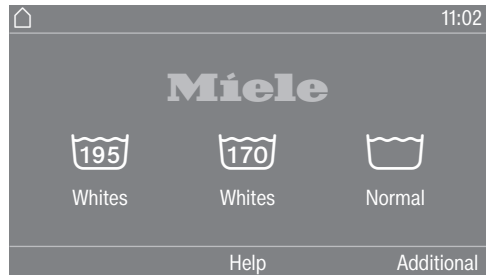 11:02
Miele
195 170
Whites Whites Normal
Help Additional